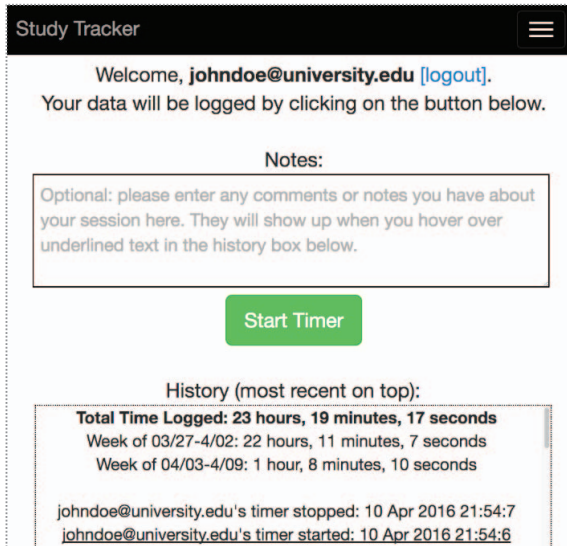 Study Tracker
Welcome, johndoe@university.edu [logout].
Your data will be logged by clicking on the button below.
Notes:
Optional: please enter any comments or notes you have about
your session here. They will show up when you hover over
underlined text in the history box below.
Start Timer
History (most recent on top):
Total Time Logged: 23 hours, 19 minutes, 17 seconds
Week of 03/27-4/02: 22 hours, 11 minutes, 7 seconds
Week of 04/03-4/09: 1 hour, 8 minutes, 10 seconds
johndoe@university.edu's timer stopped: 10 Apr 2016 21:54:7
johndoe@university.edu's timer started: 10 Apr 2016 21:54:6